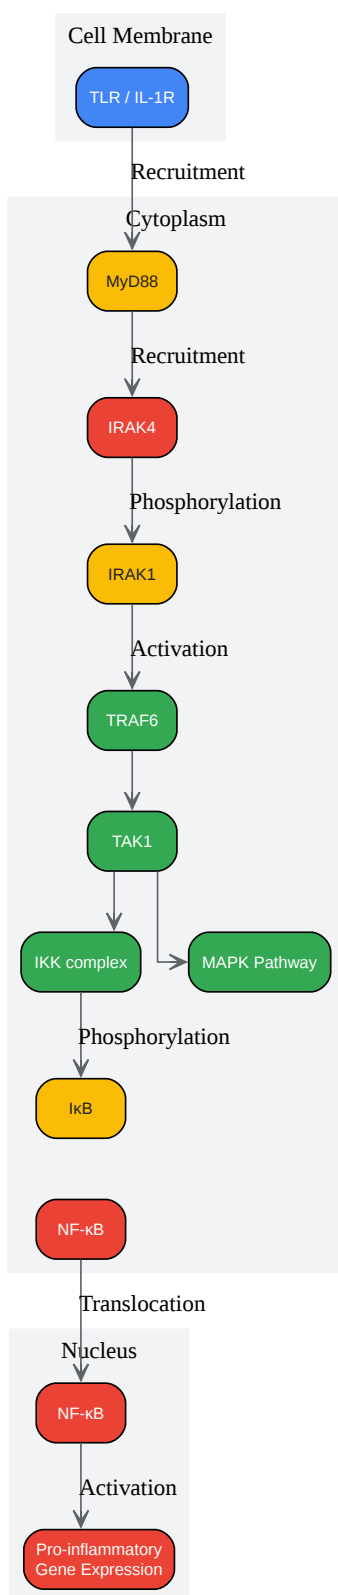 Cell Membrane
TLR / IL-1R
Recruitment
Cytoplasm
MyD88
Recruitment
IRAK4
Phosphorylation
IRAK1
Activation
TRAF6
TAK1
IKK complex
MAPK Pathway
Phosphorylation
IκB
NF-κB
Translocation
Nucleus
NF-κB
Activation
Pro-inflammatory
Gene Expression